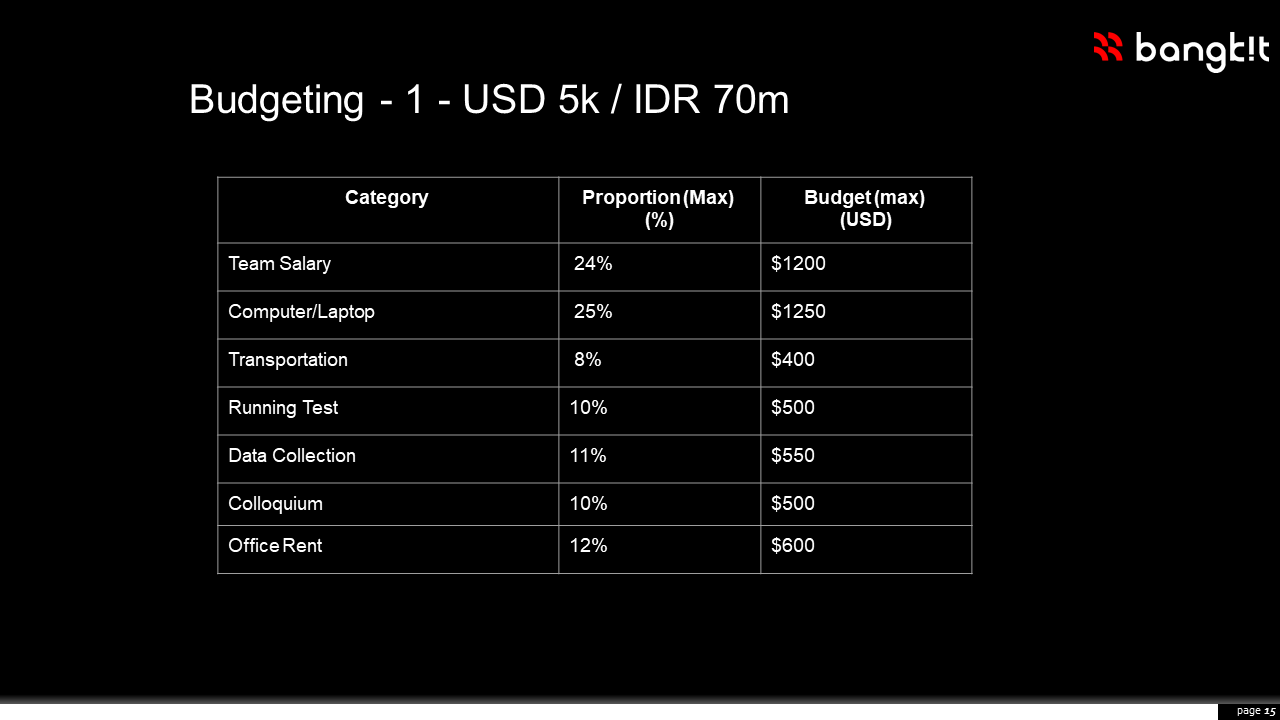 bangk!t
Budgeting - 1 - USD 5k / IDR 70m
Category Proportion (Max) (%) Budget (max) (USD)
Team Salary 24% $1200
Computer/Laptop 25% $1250
Transportation 8% $400
Running Test 10% $500
Data Collection 11% $550
Colloquium 10% $500
Office Rent 12% $600
page 15